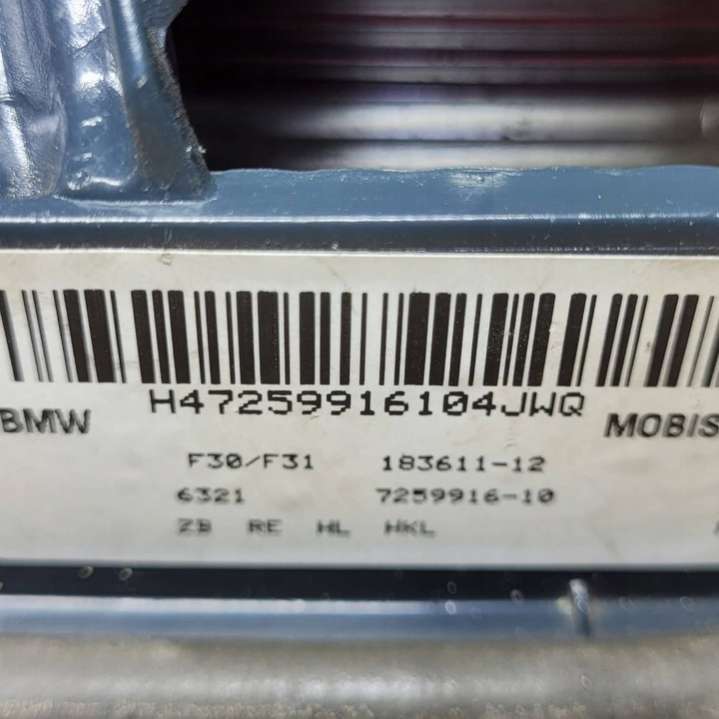 H47259916104JWQ
BMW MOBIS
F30/F31 183611-12
6321 7259916-10
ZB RE HL HKL